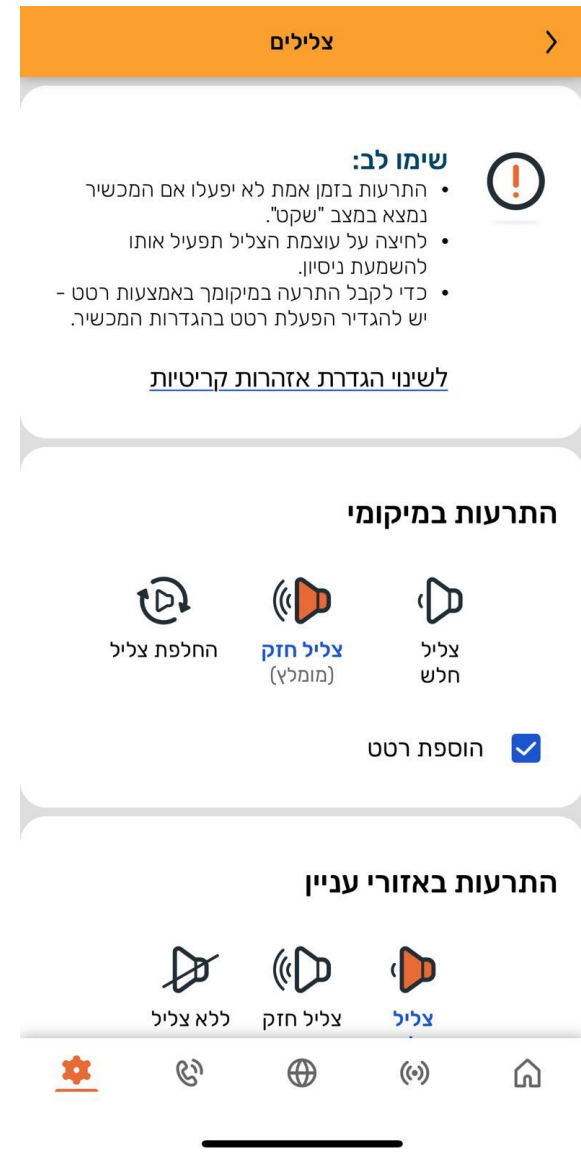 צלילים
שימו לב:
• התרעות בזמן אמת לא יפעלו אם המכשיר
נמצא במצב "שקט".
• לחיצה על עוצמת הצליל תפעיל אותו
להשמעת ניסיון.
• כדי לקבל התרעה במיקומך באמצעות רטט -
יש להגדיר הפעלת רטט בהגדרות המכשיר.
לשינוי הגדרת אזהרות קריטיות
התרעות במיקומי
צליל חלש
צליל חזק (מומלץ)
החלפת צליל
הוספת רטט
התרעות באזורי עניין
צליל
צליל חזק
ללא צליל